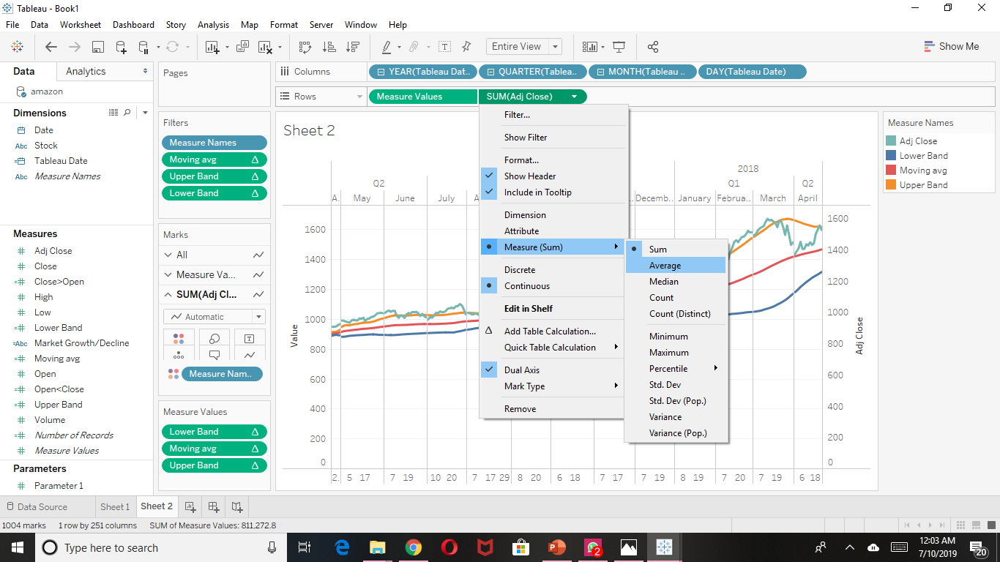 Tableau - Book1
File Data Worksheet Dashboard Story Analysis Map Format Server Window Help
Entire View
Show Me
Data Analytics
amazon
Dimensions
Date
Abc Stock
Tableau Date
Abc Measure Names
Measures
Adj Close
Close
Close>Open
High
Low
Lower Band
=Abc Market Growth/Decline
Moving avg
Open
Open<Close
Upper Band
Volume
Number of Records
Measure Values
Parameters
Parameter 1
Pages
Filters
Measure Names
Moving avg
Upper Band
Lower Band
Marks
All
Measure Va...
SUM(Adj Cl...
Automatic
Measure Nam..
Measure Values
Lower Band
Moving avg
Upper Band
Columns
YEAR(Tableau Dat.. QUARTER(Tablea.. MONTH(Tableau .. DAY(Tableau Date)
Rows
Measure Values SUM(Adj Close)
Sheet 2
2018
Q2 Q1 Q2
A. May June July A Decemb.. January Februa.. March April
Value
1600
1400
1200
1000
800
600
400
200
0
Adj Close
1600
1400
1200
1000
800
600
400
200
0
2. 5 17 7 19 10 20 7 17 29 8 20 6 18 7 17 7 19 8 19 7 20 7 19 6 18
Filter...
Show Filter
Format...
Show Header
Include in Tooltip
Dimension
Attribute
Measure (Sum)
Discrete
Continuous
Edit in Shelf
Add Table Calculation...
Quick Table Calculation
Dual Axis
Mark Type
Remove
Sum
Average
Median
Count
Count (Distinct)
Minimum
Maximum
Percentile
Std. Dev
Std. Dev (Pop.)
Variance
Variance (Pop.)
Measure Names
Adj Close
Lower Band
Moving avg
Upper Band
Data Source Sheet 1 Sheet 2
1004 marks 1 row by 251 columns SUM of Measure Values: 811,272.8
Type here to search
2
12:03 AM
7/10/2019
20